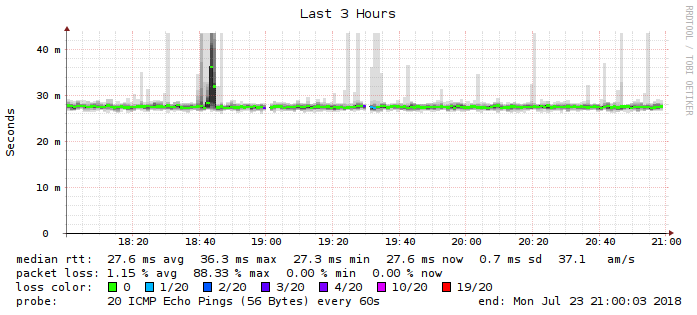 Last 3 Hours
RRDTOOL / TOBI OETIKER
Seconds
40 m
30 m
20 m
10 m
0
18:20 18:40 19:00 19:20 19:40 20:00 20:20 20:40 21:00
median rtt: 27.6 ms avg 36.3 ms max 27.3 ms min 27.6 ms now 0.7 ms sd 37.1 am/s
packet loss: 1.15 % avg 88.33 % max 0.00 % min 0.00 % now
loss color: 0 1/20 2/20 3/20 4/20 10/20 19/20
probe: 20 ICMP Echo Pings (56 Bytes) every 60s end: Mon Jul 23 21:00:03 2018